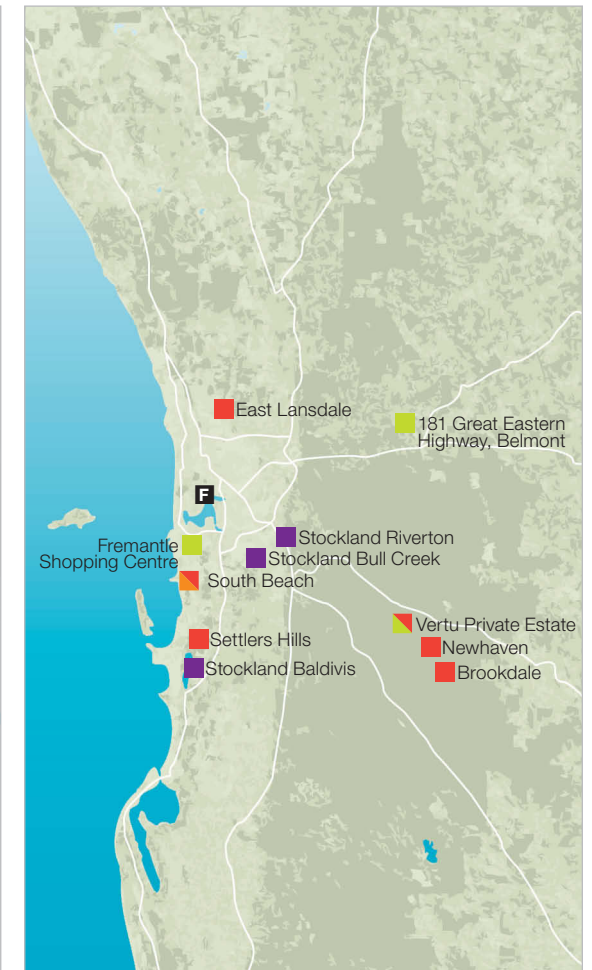 East Lansdale
181 Great Eastern
Highway, Belmont
F
Stockland Riverton
Fremantle
Shopping Centre
Stockland Bull Creek
South Beach
Vertu Private Estate
Settlers Hills
Newhaven
Stockland Baldivis
Brookdale